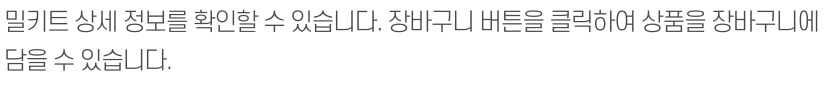 밀키트 상세 정보를 확인할 수 있습니다. 장바구니 버튼을 클릭하여 상품을 장바구니에
담을 수 있습니다.